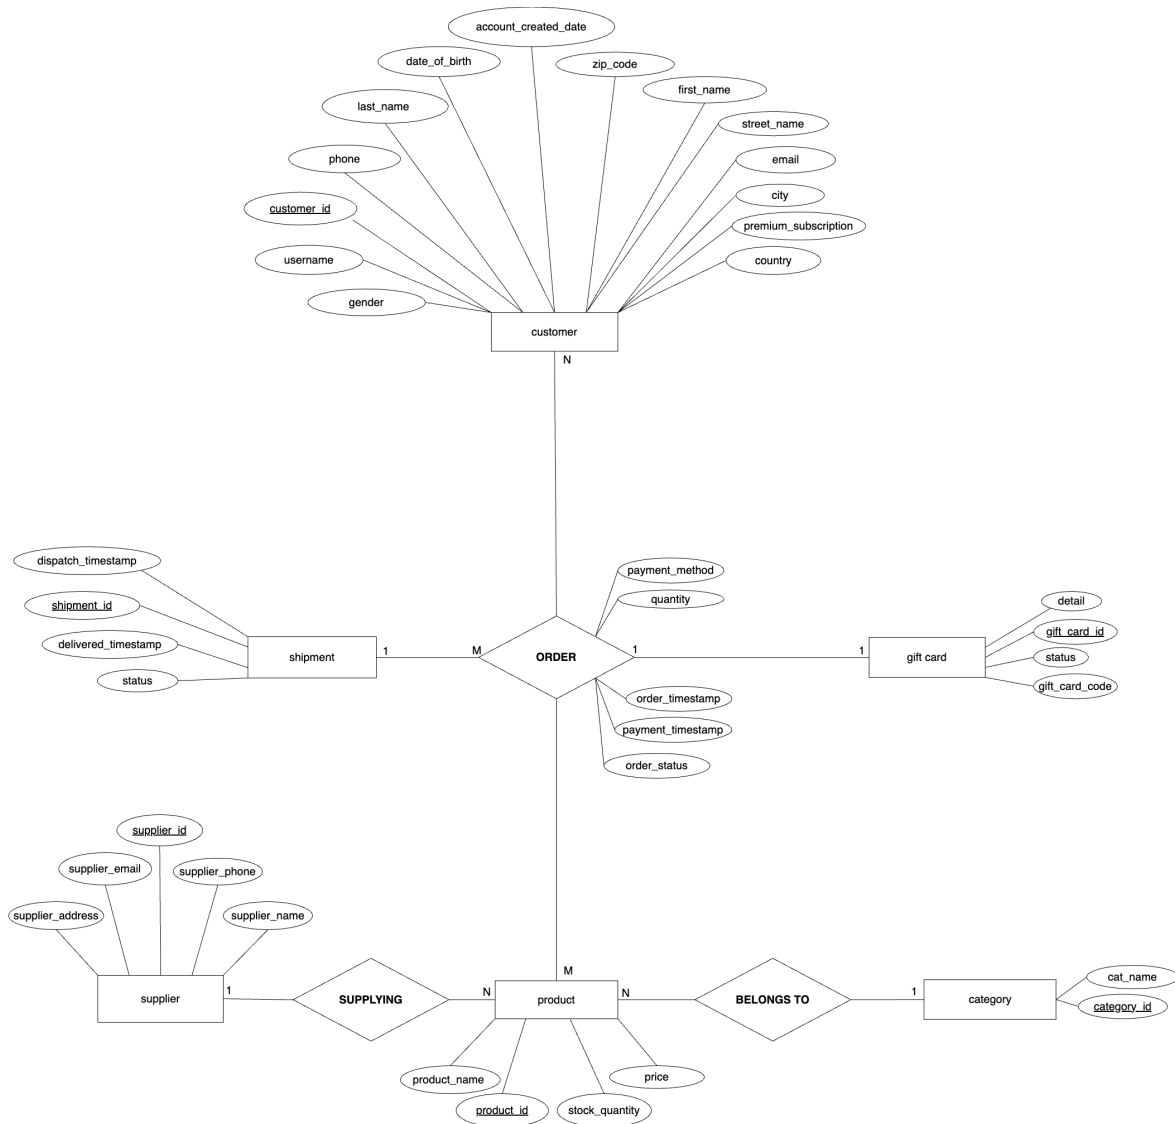 account_created_date
date_of_birth
zip_code
first_name
last_name
street_name
phone
email
city
customer_id
premium_subscription
username
country
gender
customer
N
payment_method
dispatch_timestamp
quantity
detail
shipment_id
gift_card_id
delivered_timestamp
shipment
1
M
ORDER
1
1
gift card
status
status
gift_card_code
order_timestamp
payment_timestamp
order_status
supplier_id
supplier_email
supplier_phone
supplier_address
supplier_name
M
supplier
1
SUPPLYING
N
product
N
BELONGS TO
1
category
cat_name
category_id
product_name
price
product_id
stock_quantity